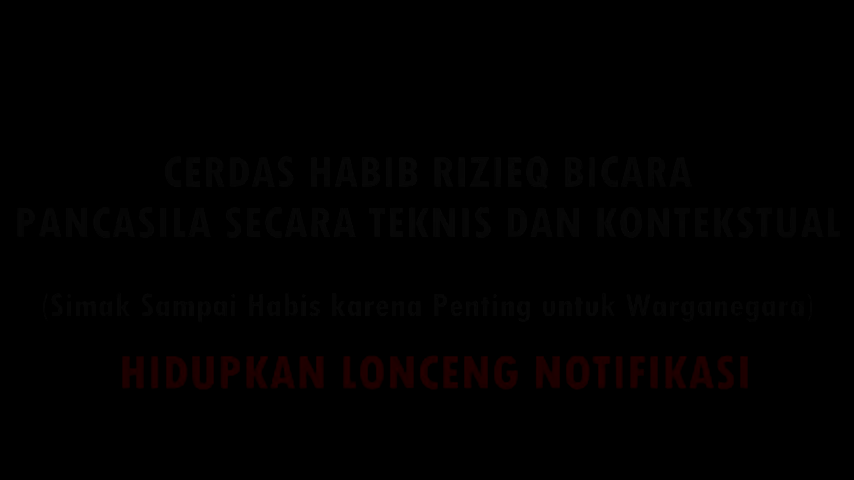 CERDAS HABIB RIZIEQ BICARA
PANCASILA SECARA TEKNIS DAN KONTEKSTUAL
(Simak Sampai Habis karena Penting untuk Warganegara)
HIDUPKAN LONCENG NOTIFIKASI